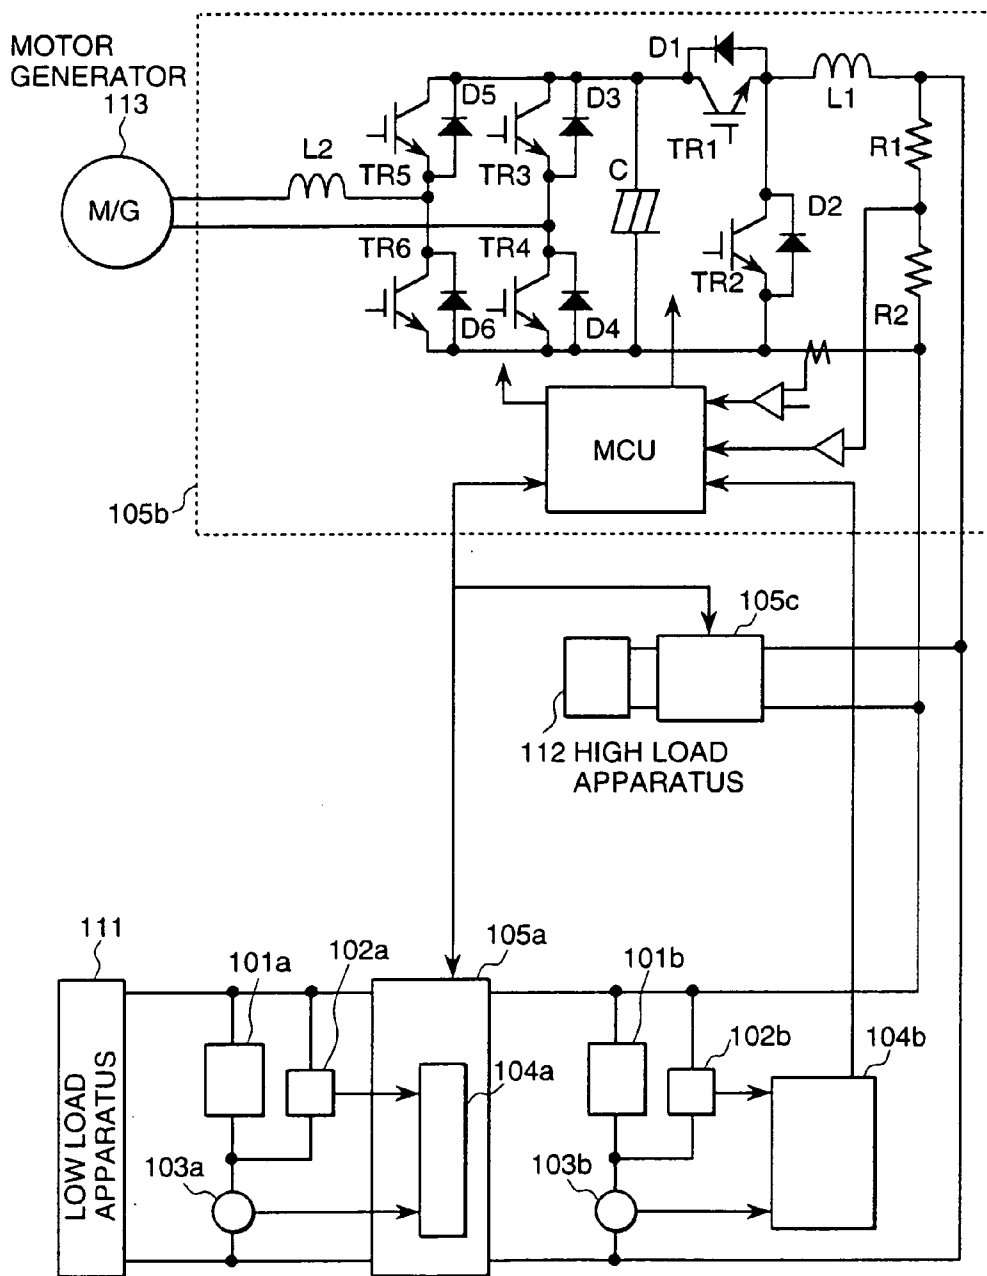 MOTOR
GENERATOR
113
M/G
L2
D5
D3
TR5
TR3
TR6
TR4
D6
D4
C
D1
TR1
L1
R1
D2
TR2
R2
MCU
105b
105c
112 HIGH LOAD
APPARATUS
111
LOW LOAD
APPARATUS
101a
102a
103a
105a
104a
101b
102b
103b
104b